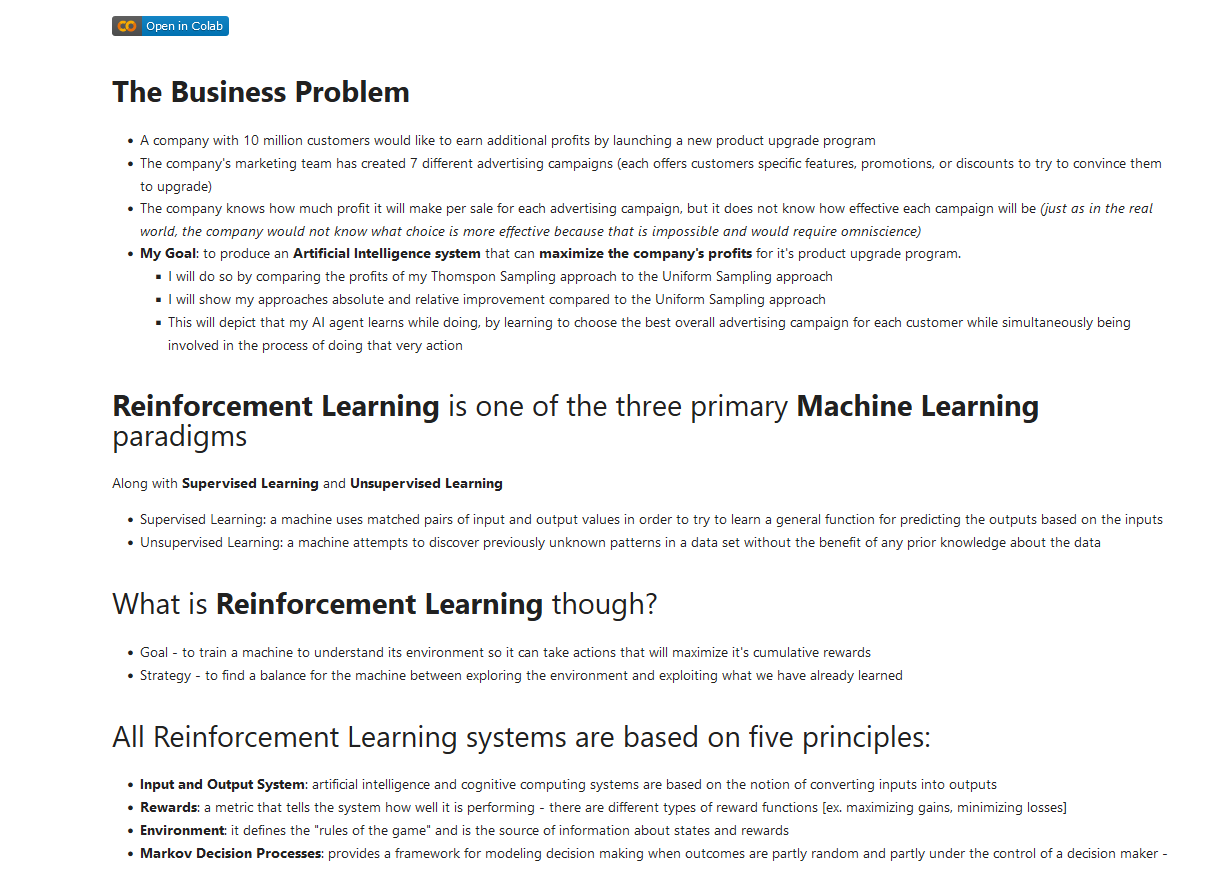 Open in Colab
The Business Problem
• A company with 10 million customers would like to earn additional profits by launching a new product upgrade program
• The company's marketing team has created 7 different advertising campaigns (each offers customers specific features, promotions, or discounts to try to convince them
to upgrade)
• The company knows how much profit it will make per sale for each advertising campaign, but it does not know how effective each campaign will be (just as in the real
world, the company would not know what choice is more effective because that is impossible and would require omniscience)
• My Goal: to produce an Artificial Intelligence system that can maximize the company's profits for it's product upgrade program.
▪ I will do so by comparing the profits of my Thomspon Sampling approach to the Uniform Sampling approach
▪ I will show my approaches absolute and relative improvement compared to the Uniform Sampling approach
▪ This will depict that my AI agent learns while doing, by learning to choose the best overall advertising campaign for each customer while simultaneously being
involved in the process of doing that very action
Reinforcement Learning is one of the three primary Machine Learning
paradigms
Along with Supervised Learning and Unsupervised Learning
• Supervised Learning: a machine uses matched pairs of input and output values in order to try to learn a general function for predicting the outputs based on the inputs
• Unsupervised Learning: a machine attempts to discover previously unknown patterns in a data set without the benefit of any prior knowledge about the data
What is Reinforcement Learning though?
• Goal - to train a machine to understand its environment so it can take actions that will maximize it's cumulative rewards
• Strategy - to find a balance for the machine between exploring the environment and exploiting what we have already learned
All Reinforcement Learning systems are based on five principles:
• Input and Output System: artificial intelligence and cognitive computing systems are based on the notion of converting inputs into outputs
• Rewards: a metric that tells the system how well it is performing - there are different types of reward functions [ex. maximizing gains, minimizing losses]
• Environment: it defines the "rules of the game" and is the source of information about states and rewards
• Markov Decision Processes: provides a framework for modeling decision making when outcomes are partly random and partly under the control of a decision maker -